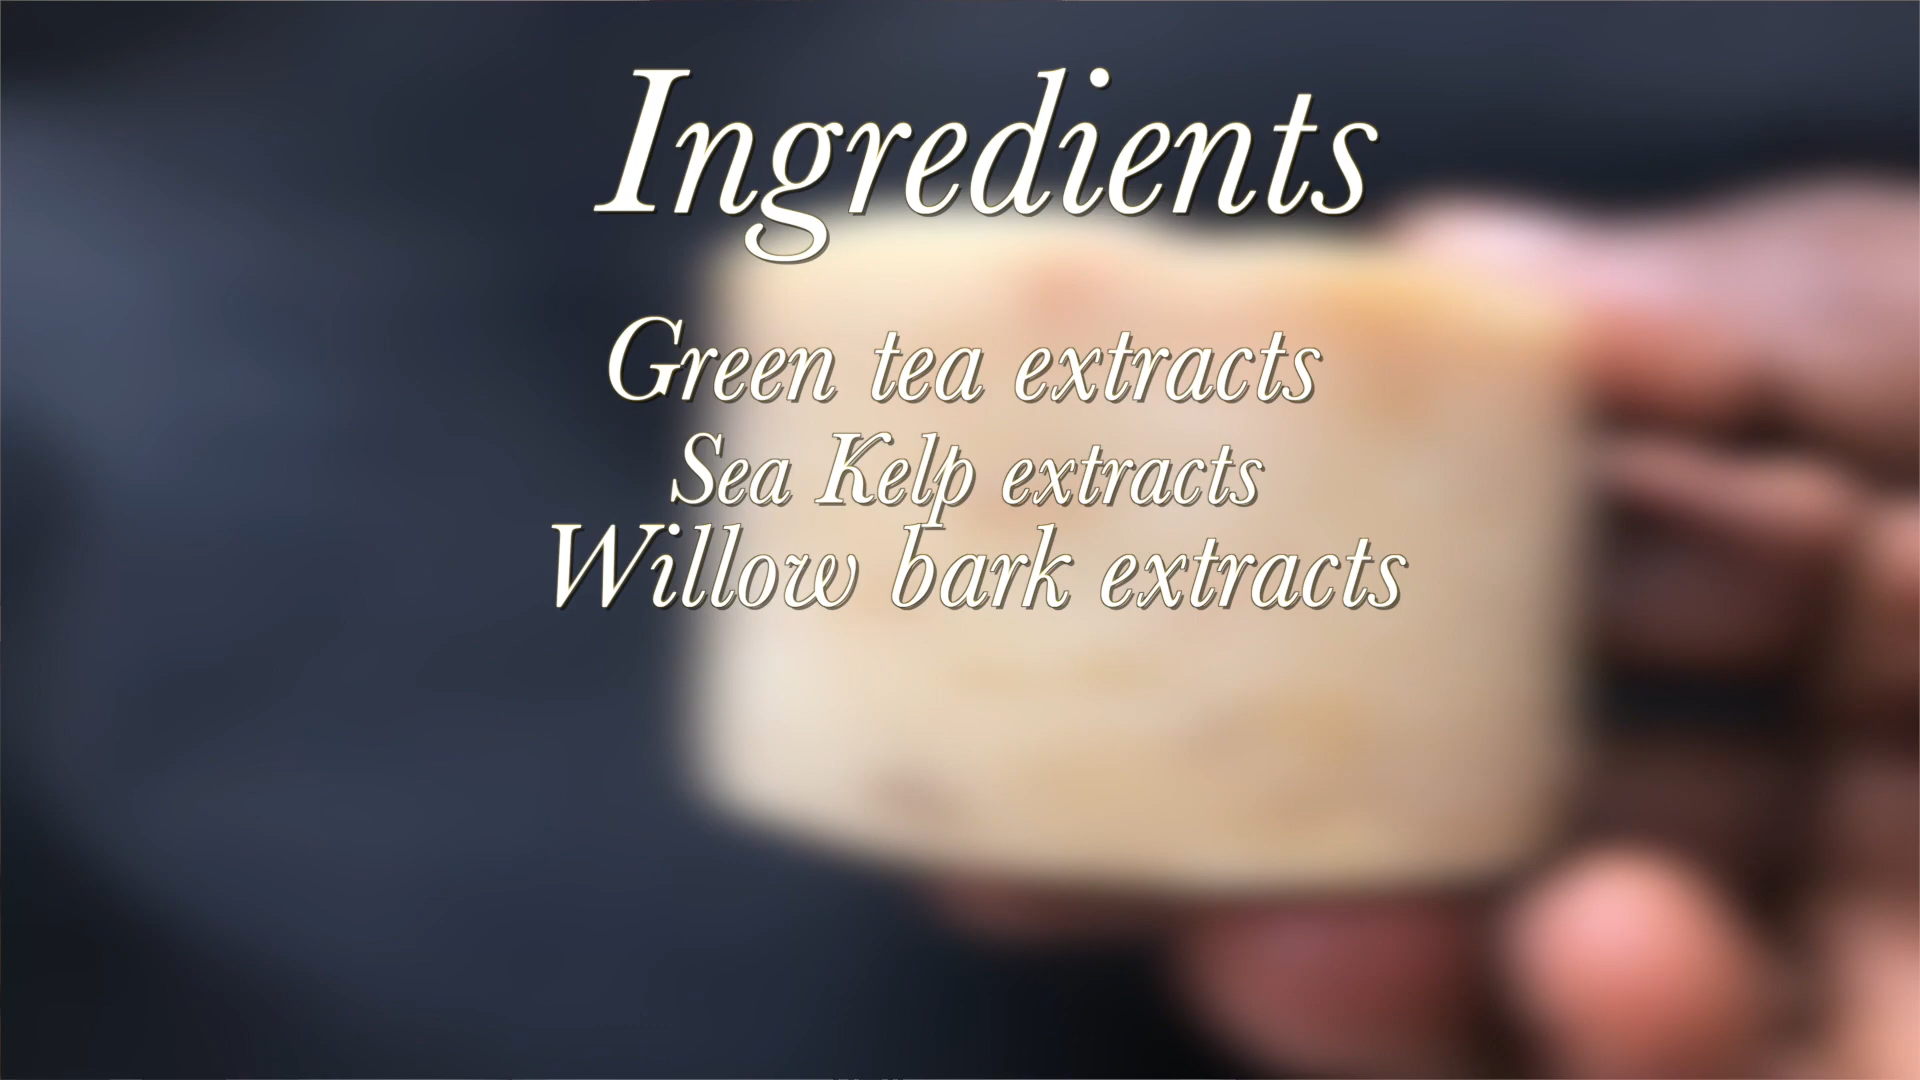 Ingredients
Green tea extracts
Sea Kelp extracts
Willow bark extracts